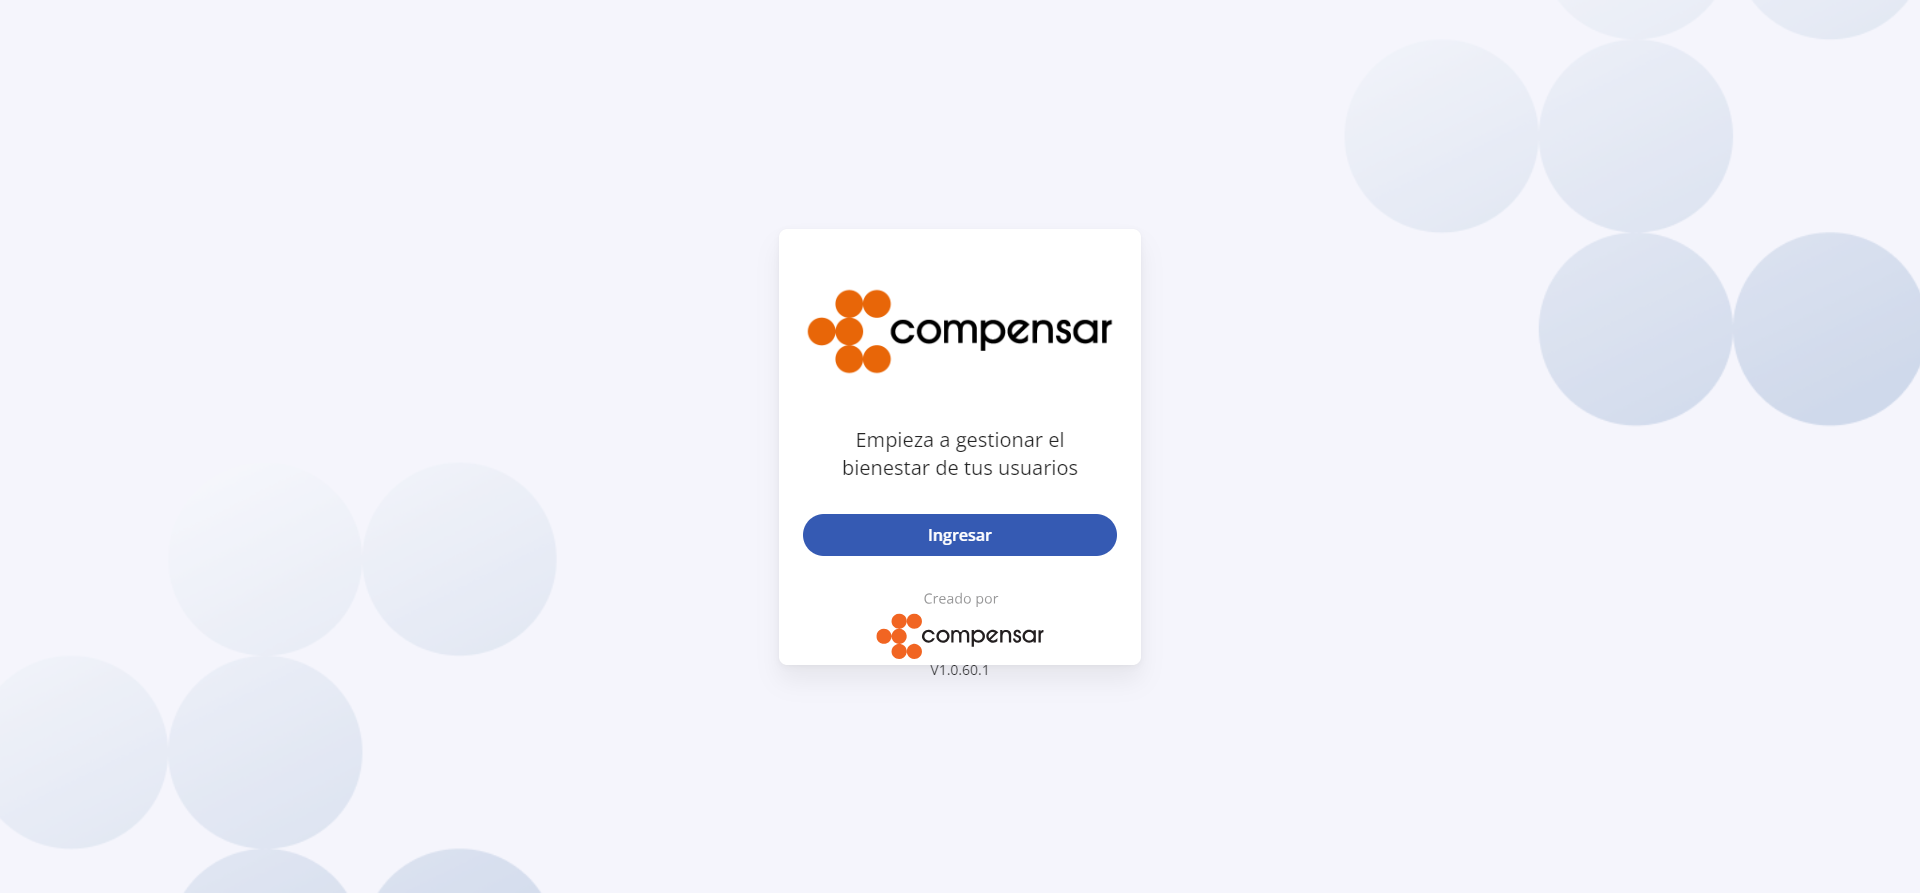 compensar
Empieza a gestionar el
bienestar de tus usuarios
Ingresar
Creado por
compensar
V1.0.60.1